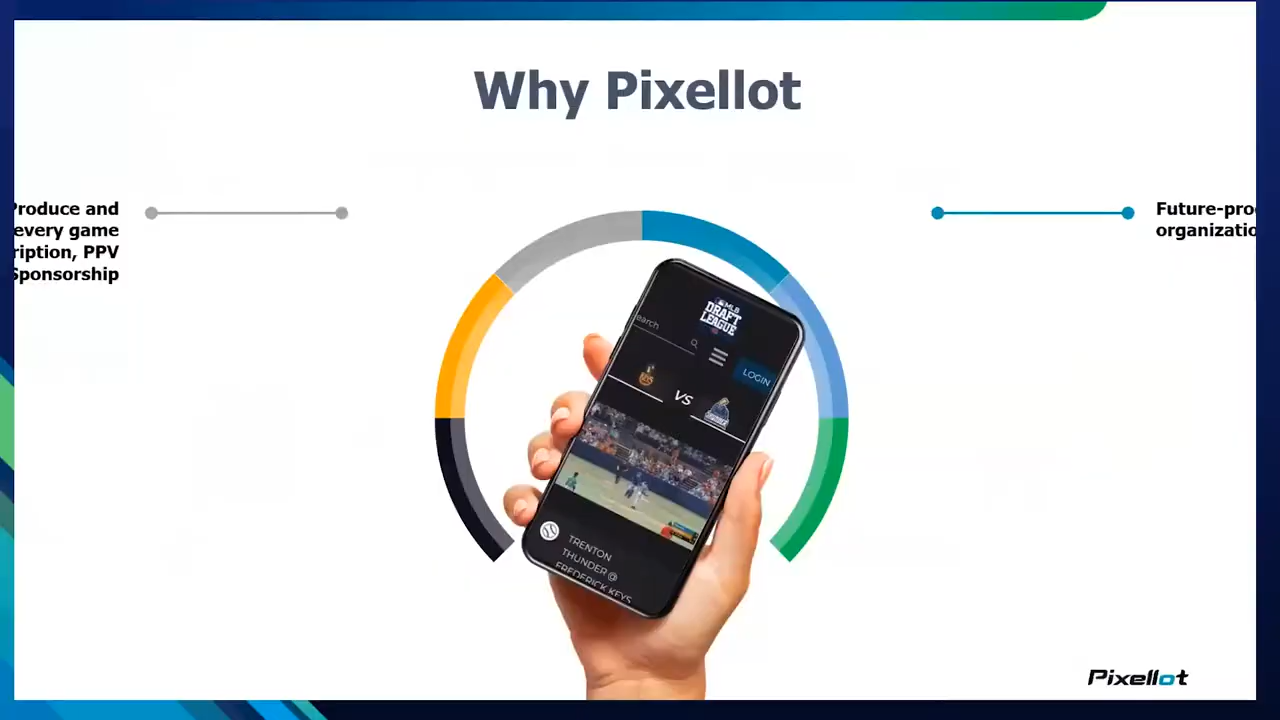 Why Pixellot
Produce and
every game
ription, PPV
Sponsorship
Future-pro
organizatio
MLB
DRAFT
LEAGUE
earch
LOGIN
VS
TRENTON
THUNDER @
FREDERICK KEYS
Pixellot